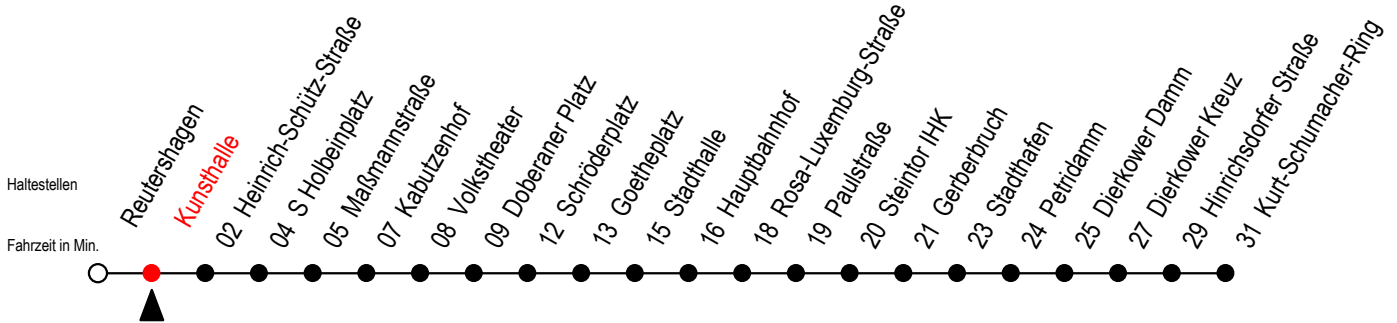 Haltestellen
Fahrzeit in Min.
Reutershagen
Kunsthalle
02 Heinrich-Schütz-Straße
04 S Holbeinplatz
05 Maßmannstraße
07 Kabutzenhof
08 Volkstheater
09 Doberaner Platz
12 Schröderplatz
13 Goetheplatz
15 Stadthalle
16 Hauptbahnhof
18 Rosa-Luxemburg-Straße
19 Paulstraße
20 Steintor IHK
21 Gerberbruch
23 Stadthafen
24 Petridamm
25 Dierkower Damm
27 Dierkower Kreuz
29 Hinrichsdorfer Straße
31 Kurt-Schumacher-Ring